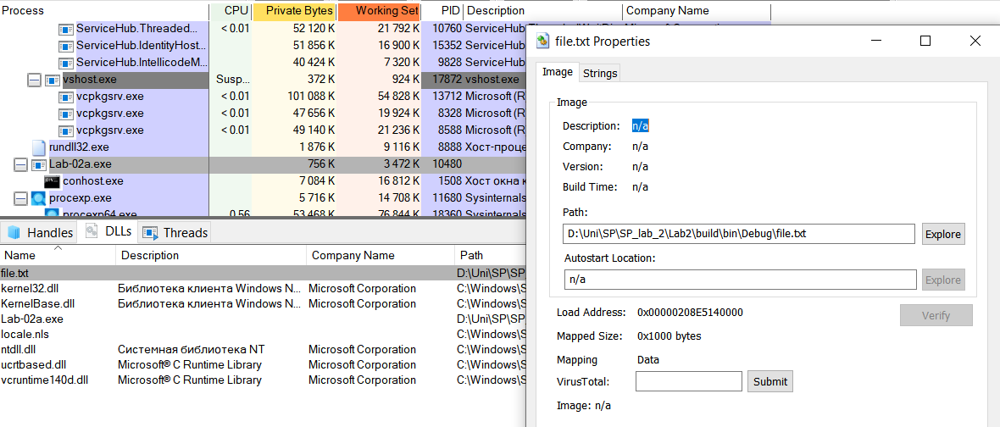 Process CPU Private Bytes Working Set PID Description Company Name
ServiceHub.Threaded... < 0.01 52 120 K 21 792 K 10760 ServiceHub
ServiceHub.IdentityHost... < 0.01 51 856 K 16 900 K 15352 ServiceHub
ServiceHub.IntellicodeM... 40 424 K 7 320 K 9828 ServiceHub
vshost.exe Susp... 372 K 924 K 17872 vshost.exe
vcpkgsrv.exe < 0.01 101 088 K 54 828 K 13712 Microsoft (R
vcpkgsrv.exe < 0.01 47 656 K 19 924 K 8328 Microsoft (R
vcpkgsrv.exe < 0.01 49 140 K 21 236 K 8588 Microsoft (R
rundll32.exe 1 876 K 9 116 K 8888 Хост-проце
Lab-02a.exe 756 K 3 472 K 10480
conhost.exe 7 084 K 16 812 K 1508 Хост окна к
procexp.exe 5 716 K 14 708 K 11680 Sysinternals
procexp64.exe 0.56 53 468 K 76 844 K 18360 Sysinternals
Handles DLLs Threads
Name Description Company Name Path
file.txt D:\Uni\SP\SP_
kernel32.dll Библиотека клиента Windows N... Microsoft Corporation C:\Windows\S
KernelBase.dll Библиотека клиента Windows N... Microsoft Corporation C:\Windows\S
Lab-02a.exe D:\Uni\SP\SP_
locale.nls C:\Windows\S
ntdll.dll Системная библиотека NT Microsoft Corporation C:\Windows\S
ucrtbased.dll Microsoft® C Runtime Library Microsoft Corporation C:\Windows\S
vcruntime140d.dll Microsoft® C Runtime Library Microsoft Corporation C:\Windows\S
file.txt Properties
Image Strings
Image
Description: n/a
Company: n/a
Version: n/a
Build Time: n/a
Path:
D:\Uni\SP\SP_lab_2\Lab2\build\bin\Debug\file.txt Explore
Autostart Location:
n/a Explore
Load Address: 0x00000208E5140000 Verify
Mapped Size: 0x1000 bytes
Mapping Data
VirusTotal: Submit
Image: n/a